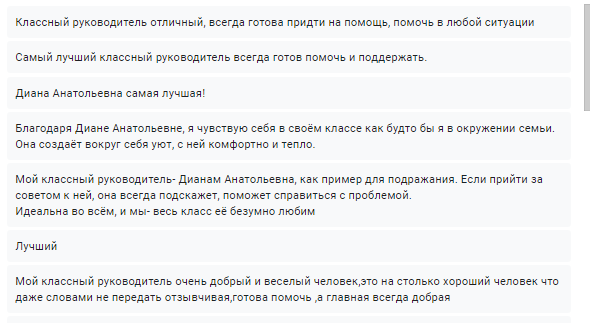 Классный руководитель отличный, всегда готова придти на помощь, помочь в любой ситуации
Самый лучший классный руководитель всегда готов помочь и поддержать.
Диана Анатольевна самая лучшая!
Благодаря Диане Анатольевне, я чувствую себя в своём классе как будто бы я в окружении семьи.
Она создаёт вокруг себя уют, с ней комфортно и тепло.
Мой классный руководитель- Дианам Анатольевна, как пример для подражания. Если прийти за
советом к ней, она всегда подскажет, поможет справиться с проблемой.
Идеальна во всём, и мы- весь класс её безумно любим
Лучший
Мой классный руководитель очень добрый и веселый человек,это на столько хороший человек что
даже словами не передать отзывчивая,готова помочь ,а главная всегда добрая